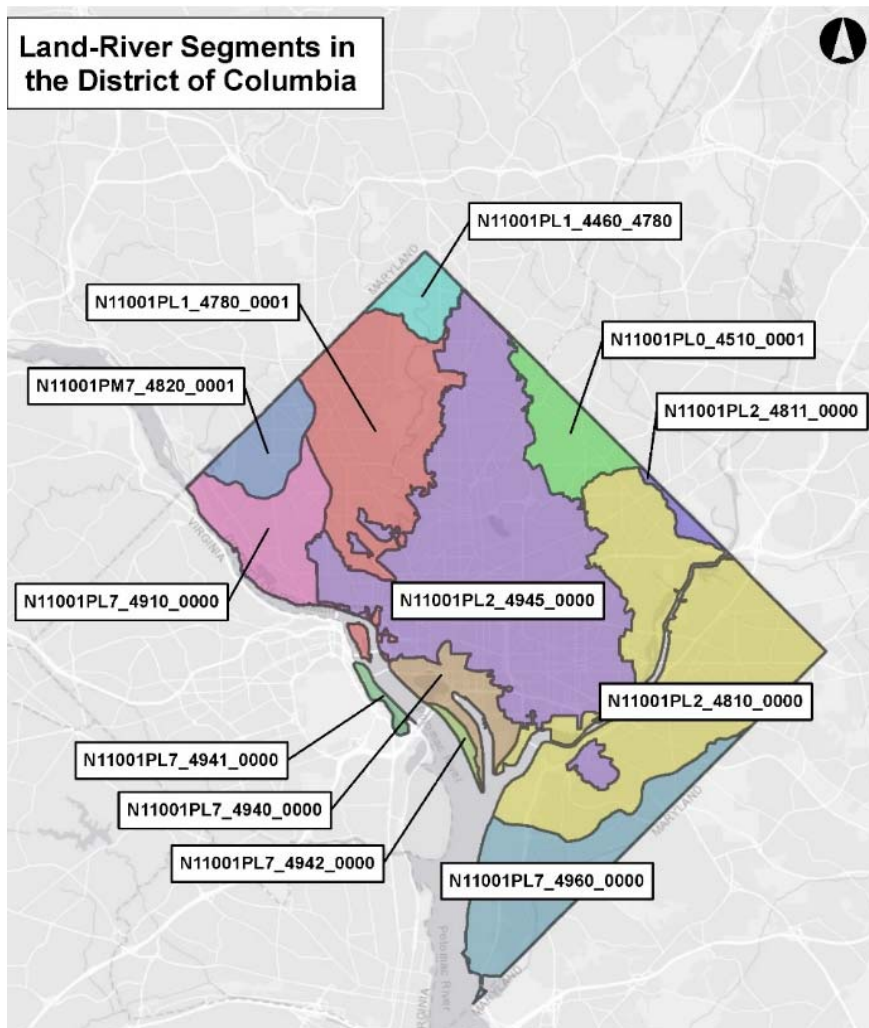 Land-River Segments in
the District of Columbia
N11001PL1_4460_4780
MARYLAND
N11001PL1_4780_0001
N11001PL0_4510_0001
N11001PM7_4820_0001
N11001PL2_4811_0000
VIRGINIA
N11001PL7_4910_0000
N11001PL2_4945_0000
N11001PL2_4810_0000
N11001PL7_4941_0000
N11001PL7_4940_0000
MARYLAND
N11001PL7_4942_0000
N11001PL7_4960_0000
Potomac River
MARYLAND